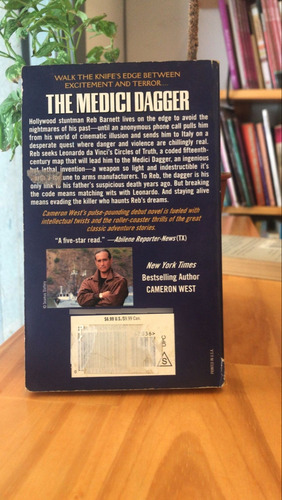 WALK THE KNIFE'S EDGE BETWEEN
EXCITEMENT AND TERROR...
THE MEDICI DAGGER
Hollywood stuntman Reb Barnett lives on the edge to avoid the
nightmares of his past—until an anonymous phone call pulls him
from his world of cinematic illusion and sends him to Italy on a
desperate quest where danger and violence are chillingly real.
Reb seeks Leonardo da Vinci's Circles of Truth, a coded fifteenth-
century map that will lead him to the Medici Dagger, an ingenious
but lethal invention—a weapon so light and indestructible it's
to arms manufacturers. To Reb, the dagger is his
only link to his father's suspicious death years ago. But breaking
the code means matching wits with Leonardo. And staying alive
means evading the killer who haunts Reb's dreams.
Cameron West's pulse-pounding debut novel is fueled with
intellectual twists and the roller-coaster thrills of the great
classic adventure stories.
"A five-star read." —Abilene Reporter-News (TX)
New York Times
Bestselling Author
CAMERON WEST
$6.99 U.S./$9.99 Can.
S